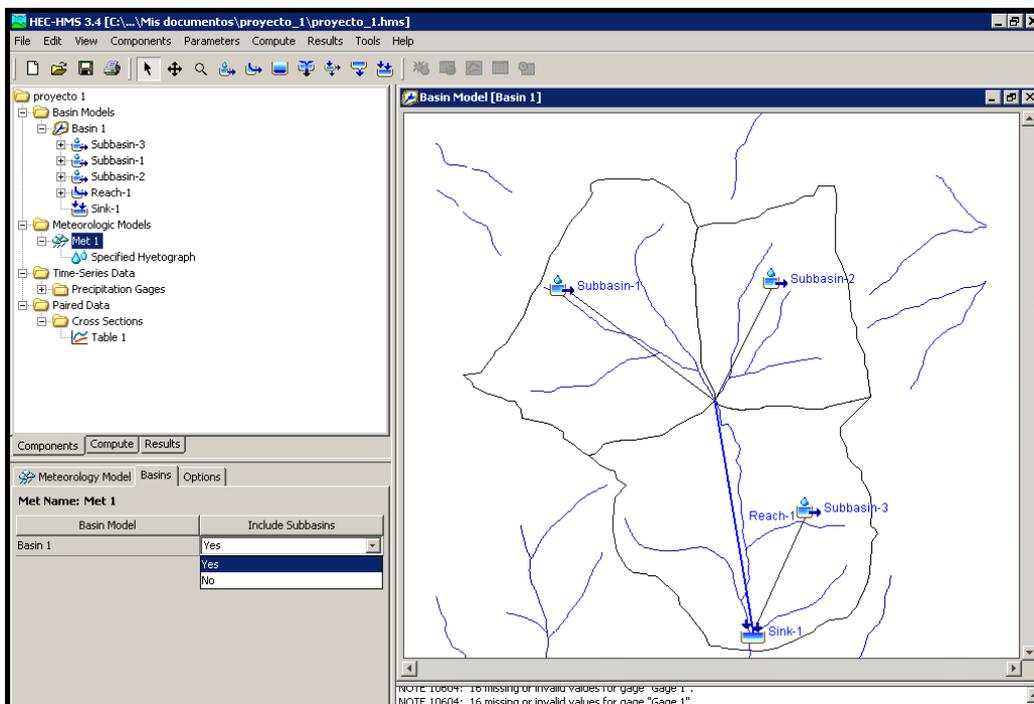 HEC-HMS 3.4 [C:\...\Mis documentos\proyecto_1\proyecto_1.hms]
File Edit View Components Parameters Compute Results Tools Help
proyecto 1
Basin Models
Basin 1
Subbasin-3
Subbasin-1
Subbasin-2
Reach-1
Sink-1
Meteorologic Models
Met 1
Specified Hyetograph
Time-Series Data
Precipitation Gages
Paired Data
Cross Sections
Table 1
Components Compute Results
Meteorology Model Basins Options
Met Name: Met 1
Basin Model Include Subbasins
Basin 1 Yes
Yes
No
Basin Model [Basin 1]
Subbasin-1
Subbasin-2
Reach-1
Subbasin-3
Sink-1
NOTE 10604: 16 missing or invalid values for gage "Gage 1".
NOTE 10604: 16 missing or invalid values for gage "Gage 1".